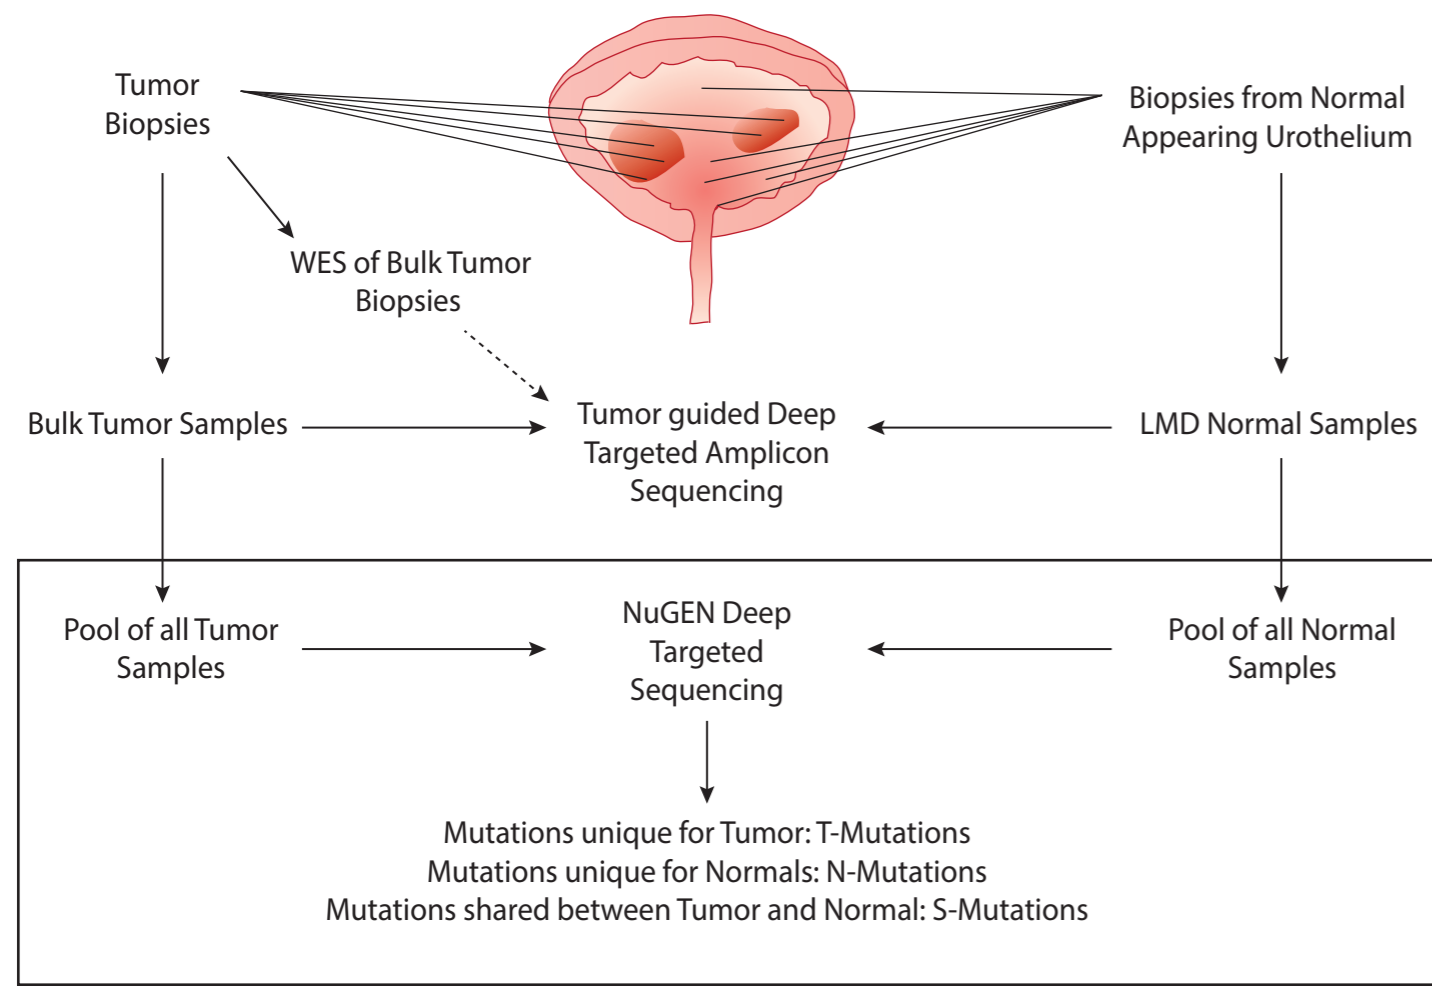 Tumor
Biopsies
Biopsies from Normal
Appearing Urothelium
WES of Bulk Tumor
Biopsies
Bulk Tumor Samples
Tumor guided Deep
Targeted Amplicon
Sequencing
LMD Normal Samples
Pool of all Tumor
Samples
NuGEN Deep
Targeted
Sequencing
Pool of all Normal
Samples
Mutations unique for Tumor: T-Mutations
Mutations unique for Normals: N-Mutations
Mutations shared between Tumor and Normal: S-Mutations